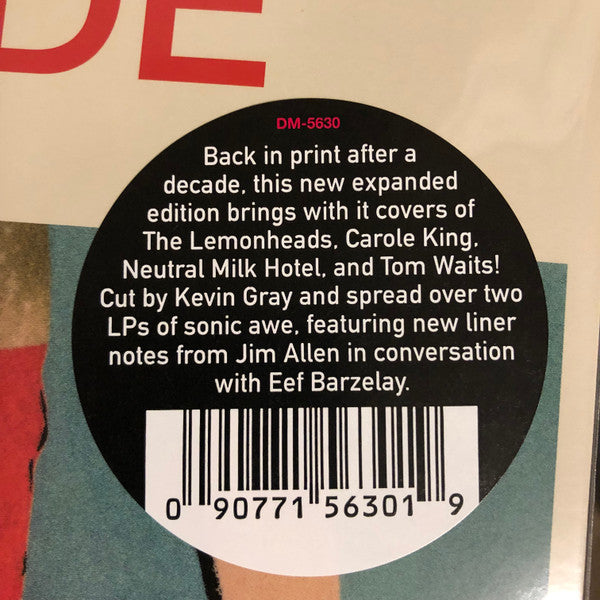 DE
DM-5630
Back in print after a
decade, this new expanded
edition brings with it covers of
The Lemonheads, Carole King,
Neutral Milk Hotel, and Tom Waits!
Cut by Kevin Gray and spread over two
LPs of sonic awe, featuring new liner
notes from Jim Allen in conversation
with Eef Barzelay.
0 90771 56301 9